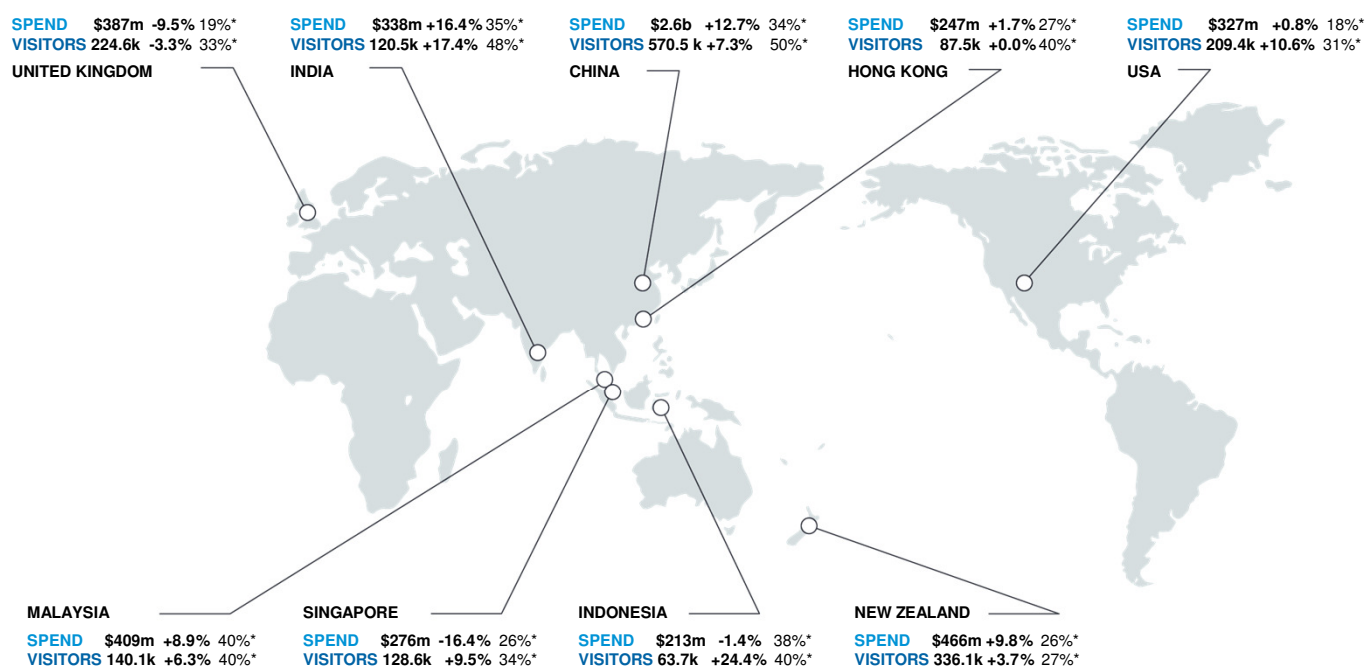 SPEND $387m -9.5% 19%*
VISITORS 224.6k -3.3% 33%*
UNITED KINGDOM
SPEND $338m +16.4% 35%*
VISITORS 120.5k +17.4% 48%*
INDIA
SPEND $2.6b +12.7% 34%*
VISITORS 570.5 k +7.3% 50%*
CHINA
SPEND $247m +1.7% 27%*
VISITORS 87.5k +0.0% 40%*
HONG KONG
SPEND $327m +0.8% 18%*
VISITORS 209.4k +10.6% 31%*
USA
MALAYSIA
SPEND $409m +8.9% 40%*
VISITORS 140.1k +6.3% 40%*
SINGAPORE
SPEND $276m -16.4% 26%*
VISITORS 128.6k +9.5% 34%*
INDONESIA
SPEND $213m -1.4% 38%*
VISITORS 63.7k +24.4% 40%*
NEW ZEALAND
SPEND $466m +9.8% 26%*
VISITORS 336.1k +3.7% 27%*